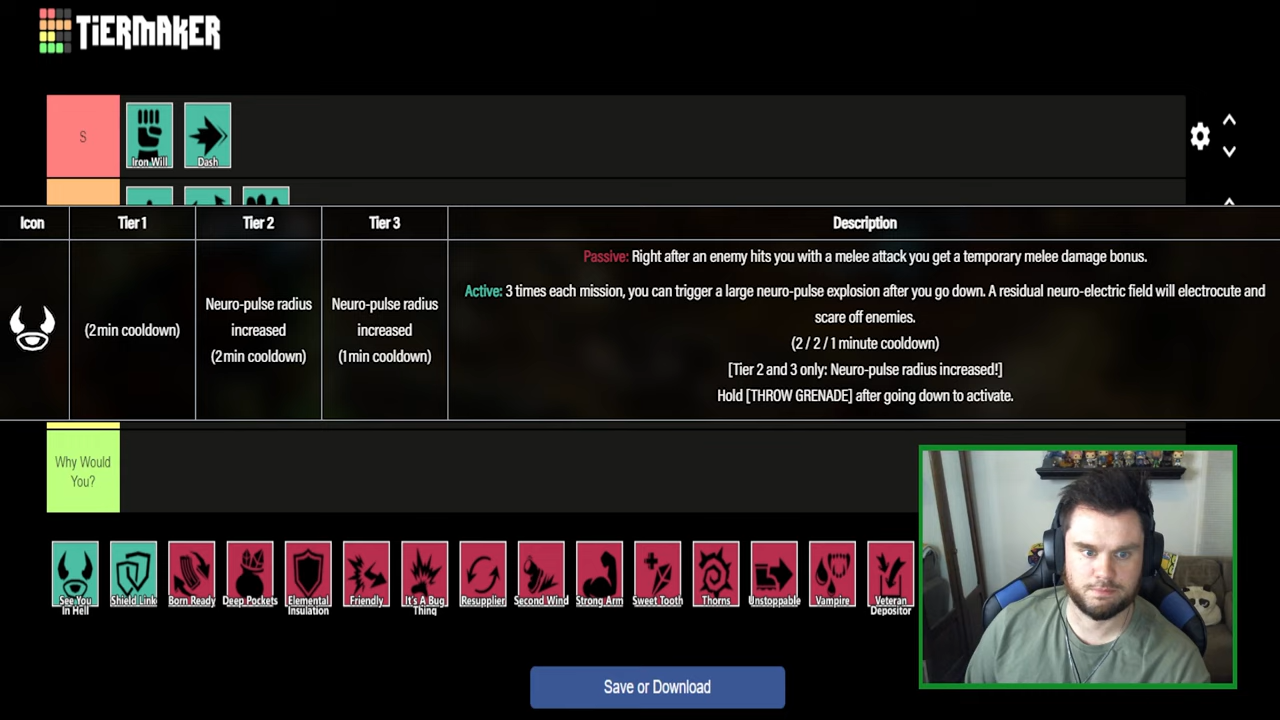 TiERMAKER
S
Iron Will
Dash
Icon
Tier 1
Tier 2
Tier 3
Description
(2min cooldown)
Neuro-pulse radius
increased
(2min cooldown)
Neuro-pulse radius
increased
(1min cooldown)
Passive: Right after an enemy hits you with a melee attack you get a temporary melee damage bonus.
Active: 3 times each mission, you can trigger a large neuro-pulse explosion after you go down. A residual neuro-electric field will electrocute and
scare off enemies.
(2 / 2 / 1 minute cooldown)
[Tier 2 and 3 only: Neuro-pulse radius increased!]
Hold [THROW GRENADE] after going down to activate.
Why Would
You?
See You
In Hell
Shield Link
Born Ready
Deep Pockets
Elemental
Insulation
Friendly
It's A Bug
Thing
Resupplier
Second Wind
Strong Arm
Sweet Tooth
Thorns
Unstoppable
Vampire
Veteran
Depositor
Save or Download